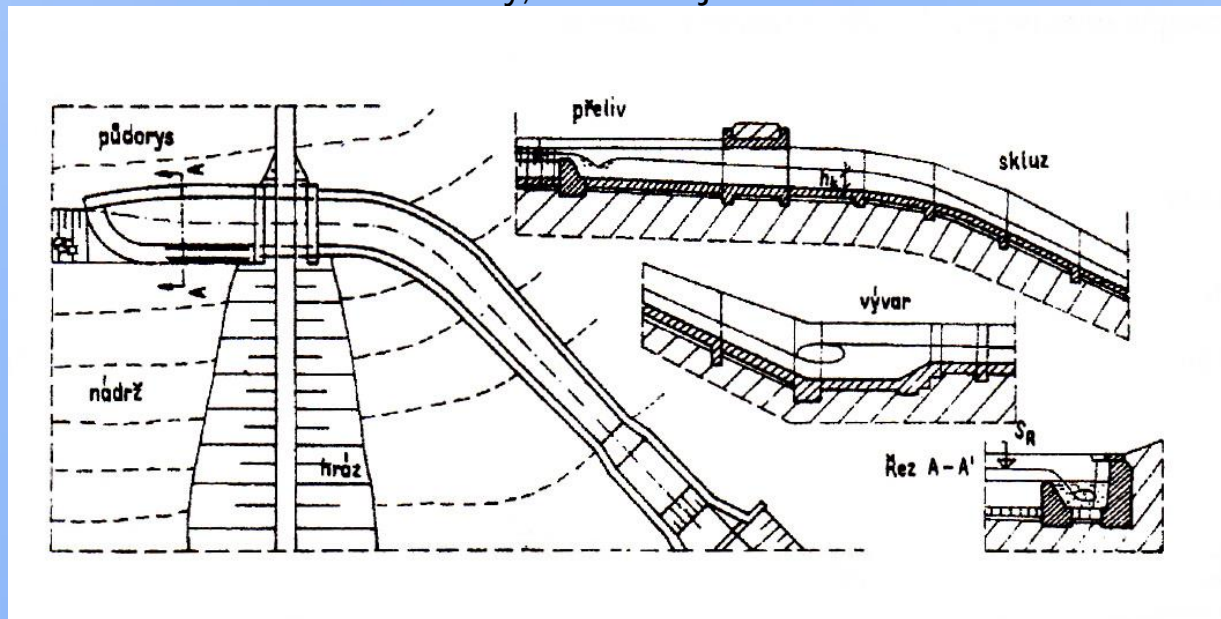 půdorys
A
A
nádrž
hráz
přeliv
hk
skluz
vývar
SR
Řez A-A'